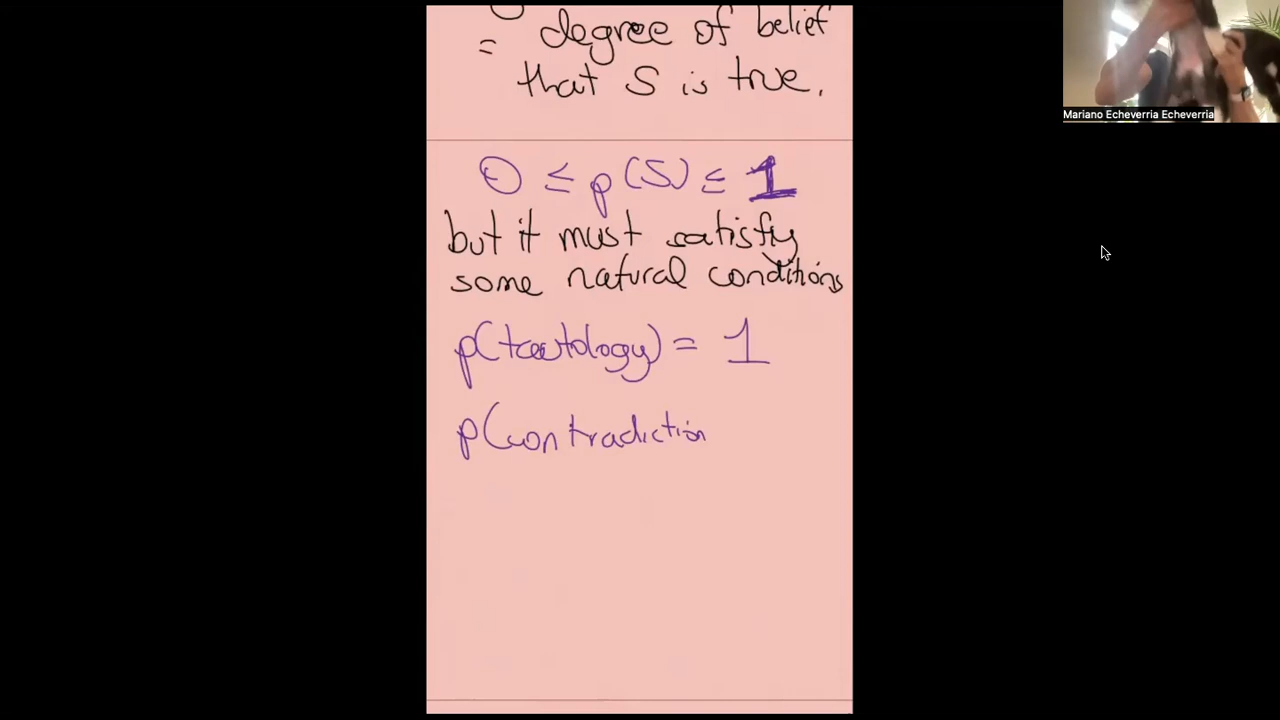 = degree of belief
that S is true.
Mariano Echeverria Echeverria
0 ≤ p(S) ≤ 1
but it must satisfy
some natural conditions
p(tautology) = 1
p(contradiction